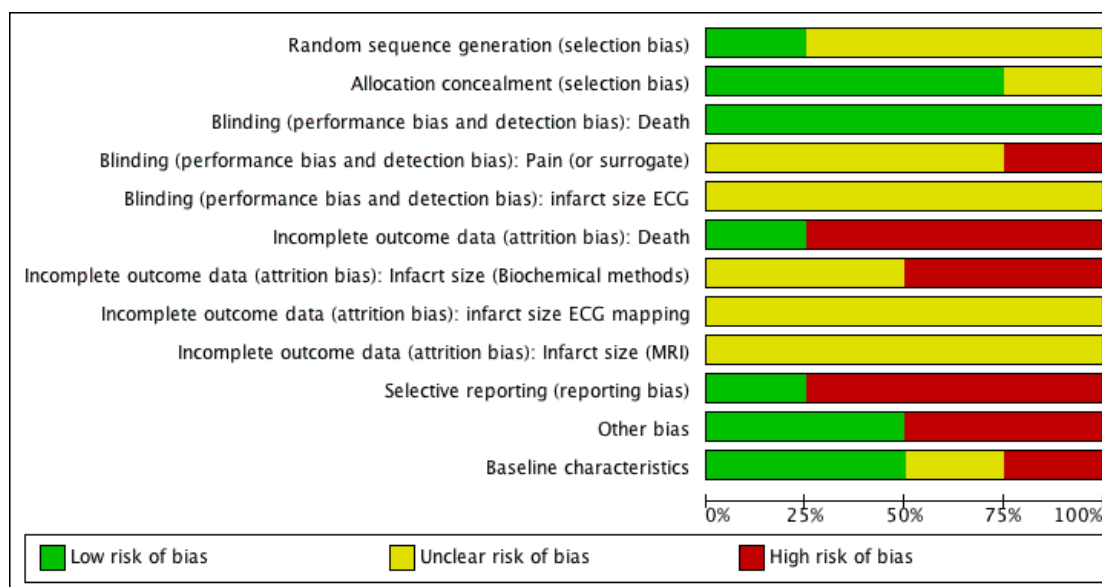 Random sequence generation (selection bias)
Allocation concealment (selection bias)
Blinding (performance bias and detection bias): Death
Blinding (performance bias and detection bias): Pain (or surrogate)
Blinding (performance bias and detection bias): infarct size ECG
Incomplete outcome data (attrition bias): Death
Incomplete outcome data (attrition bias): Infacrt size (Biochemical methods)
Incomplete outcome data (attrition bias): infarct size ECG mapping
Incomplete outcome data (attrition bias): Infarct size (MRI)
Selective reporting (reporting bias)
Other bias
Baseline characteristics
0% 25% 50% 75% 100%
Low risk of bias Unclear risk of bias High risk of bias